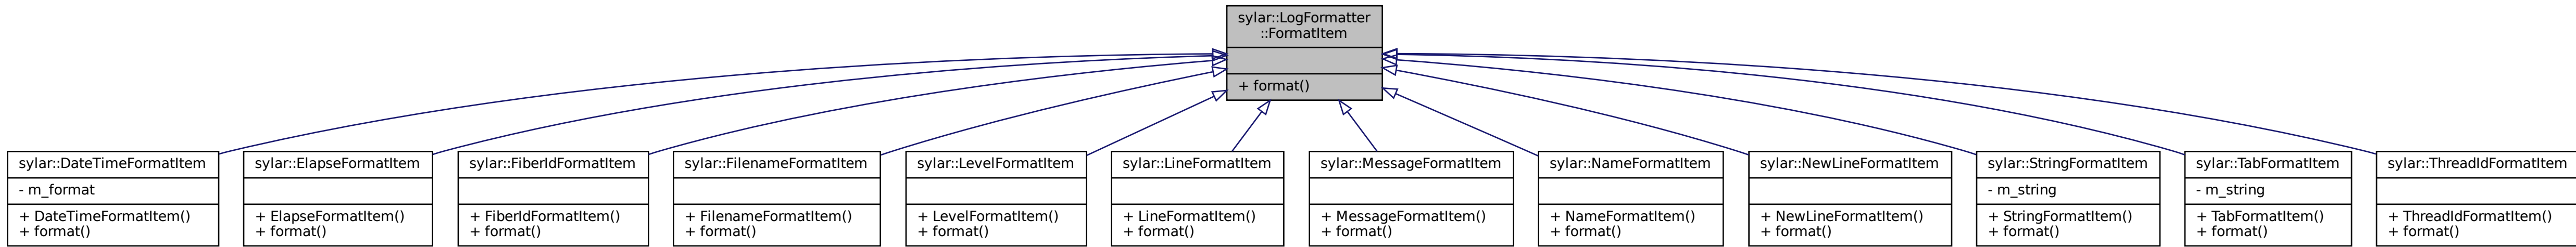 sylar::LogFormatter
::FormatItem
+ format()
sylar::DateTimeFormatItem
- m_format
+ DateTimeFormatItem()
+ format()
sylar::ElapseFormatItem
+ ElapseFormatItem()
+ format()
sylar::FiberIdFormatItem
+ FiberIdFormatItem()
+ format()
sylar::FilenameFormatItem
+ FilenameFormatItem()
+ format()
sylar::LevelFormatItem
+ LevelFormatItem()
+ format()
sylar::LineFormatItem
+ LineFormatItem()
+ format()
sylar::MessageFormatItem
+ MessageFormatItem()
+ format()
sylar::NameFormatItem
+ NameFormatItem()
+ format()
sylar::NewLineFormatItem
+ NewLineFormatItem()
+ format()
sylar::StringFormatItem
- m_string
+ StringFormatItem()
+ format()
sylar::TabFormatItem
- m_string
+ TabFormatItem()
+ format()
sylar::ThreadIdFormatItem
+ ThreadIdFormatItem()
+ format()